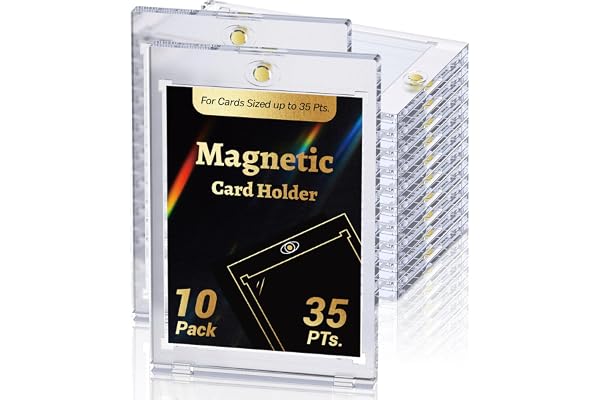 For Cards Sized up to 35 Pts.
Magnetic
Card Holder
10 35
Pack PTs.